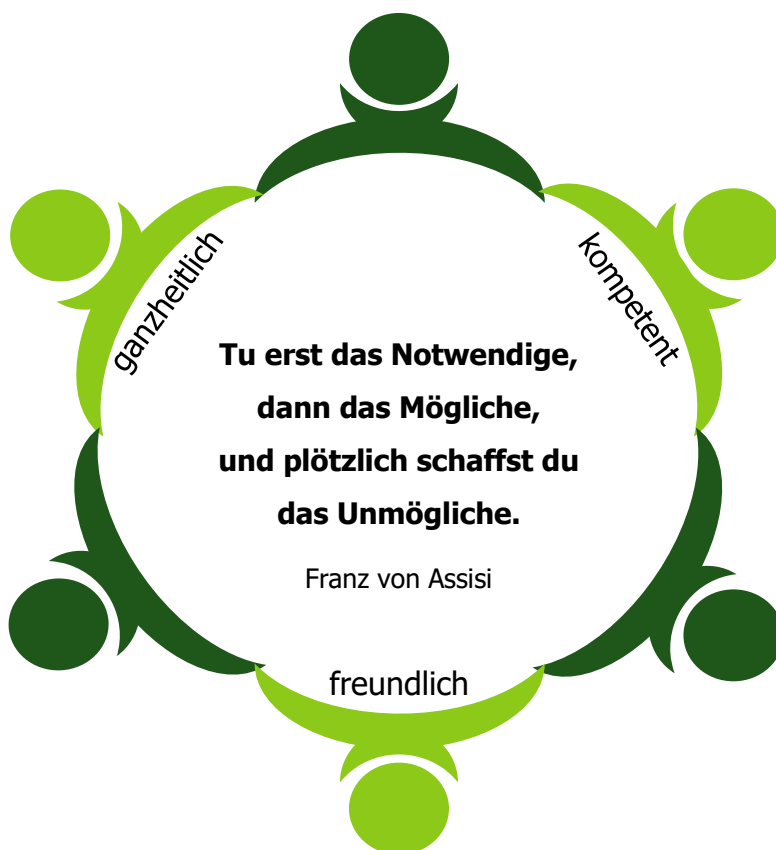 ganzheitlich
kompetent
Tu erst das Notwendige,
dann das Mögliche,
und plötzlich schaffst du
das Unmögliche.
Franz von Assisi
freundlich